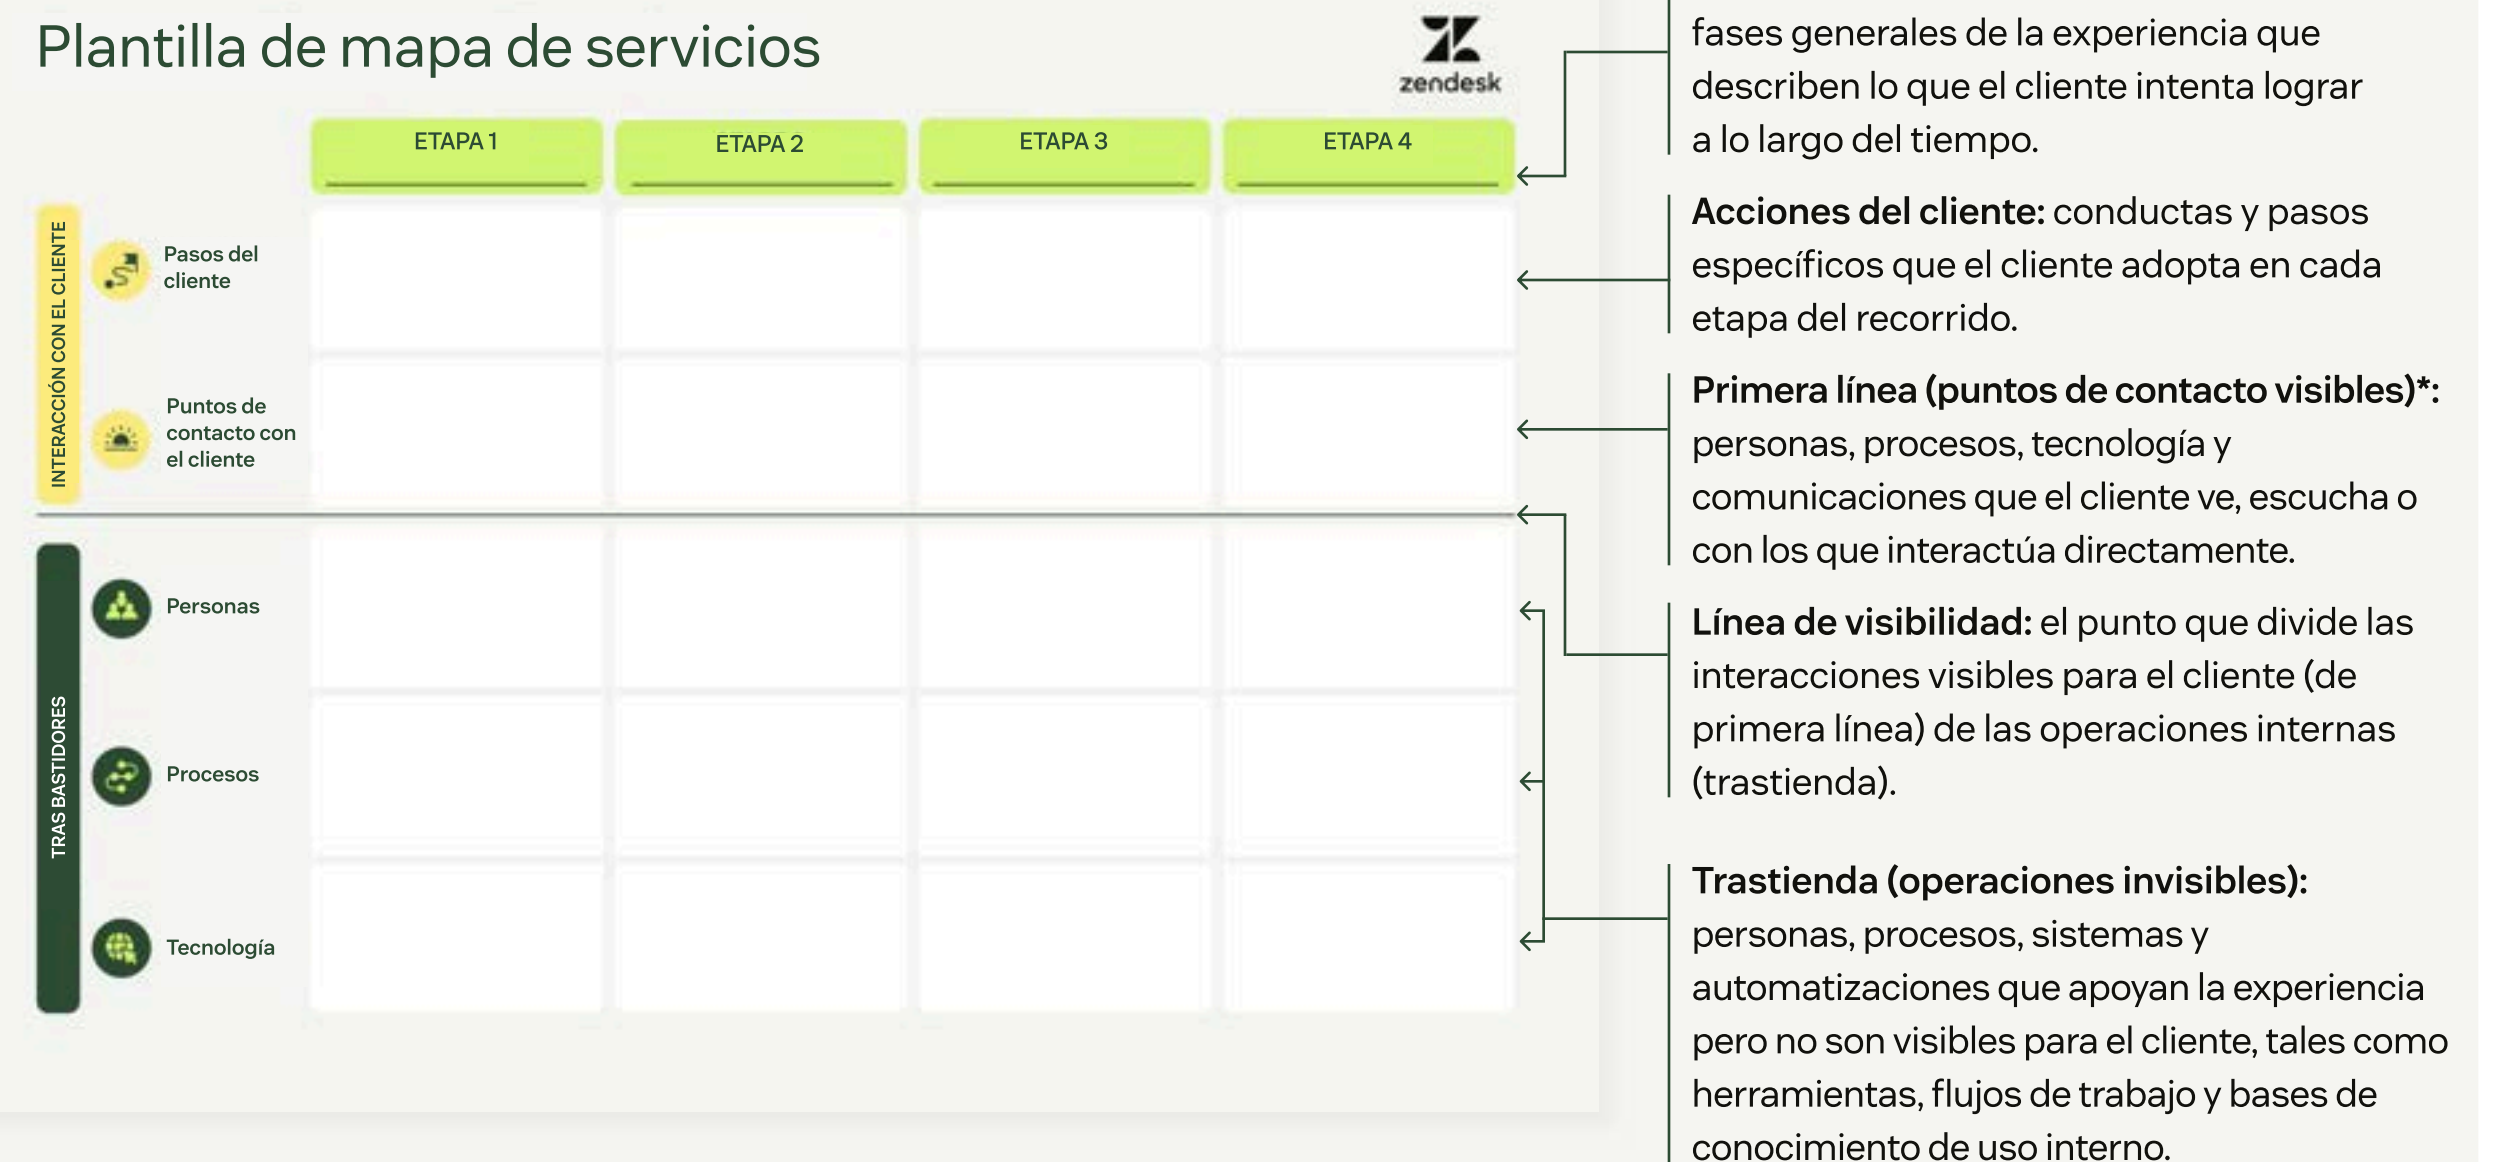 Plantilla de mapa de servicios
zendesk
ETAPA 1
ETAPA 2
ETAPA 3
ETAPA 4
INTERACCIÓN CON EL CLIENTE
Pasos del
cliente
Puntos de
contacto con
el cliente
TRAS BASTIDORES
Personas
Procesos
Tecnología
fases generales de la experiencia que
describen lo que el cliente intenta lograr
a lo largo del tiempo.
Acciones del cliente: conductas y pasos
específicos que el cliente adopta en cada
etapa del recorrido.
Primera línea (puntos de contacto visibles)*:
personas, procesos, tecnología y
comunicaciones que el cliente ve, escucha o
con los que interactúa directamente.
Línea de visibilidad: el punto que divide las
interacciones visibles para el cliente (de
primera línea) de las operaciones internas
(trastienda).
Trastienda (operaciones invisibles):
personas, procesos, sistemas y
automatizaciones que apoyan la experiencia
pero no son visibles para el cliente, tales como
herramientas, flujos de trabajo y bases de
conocimiento de uso interno.